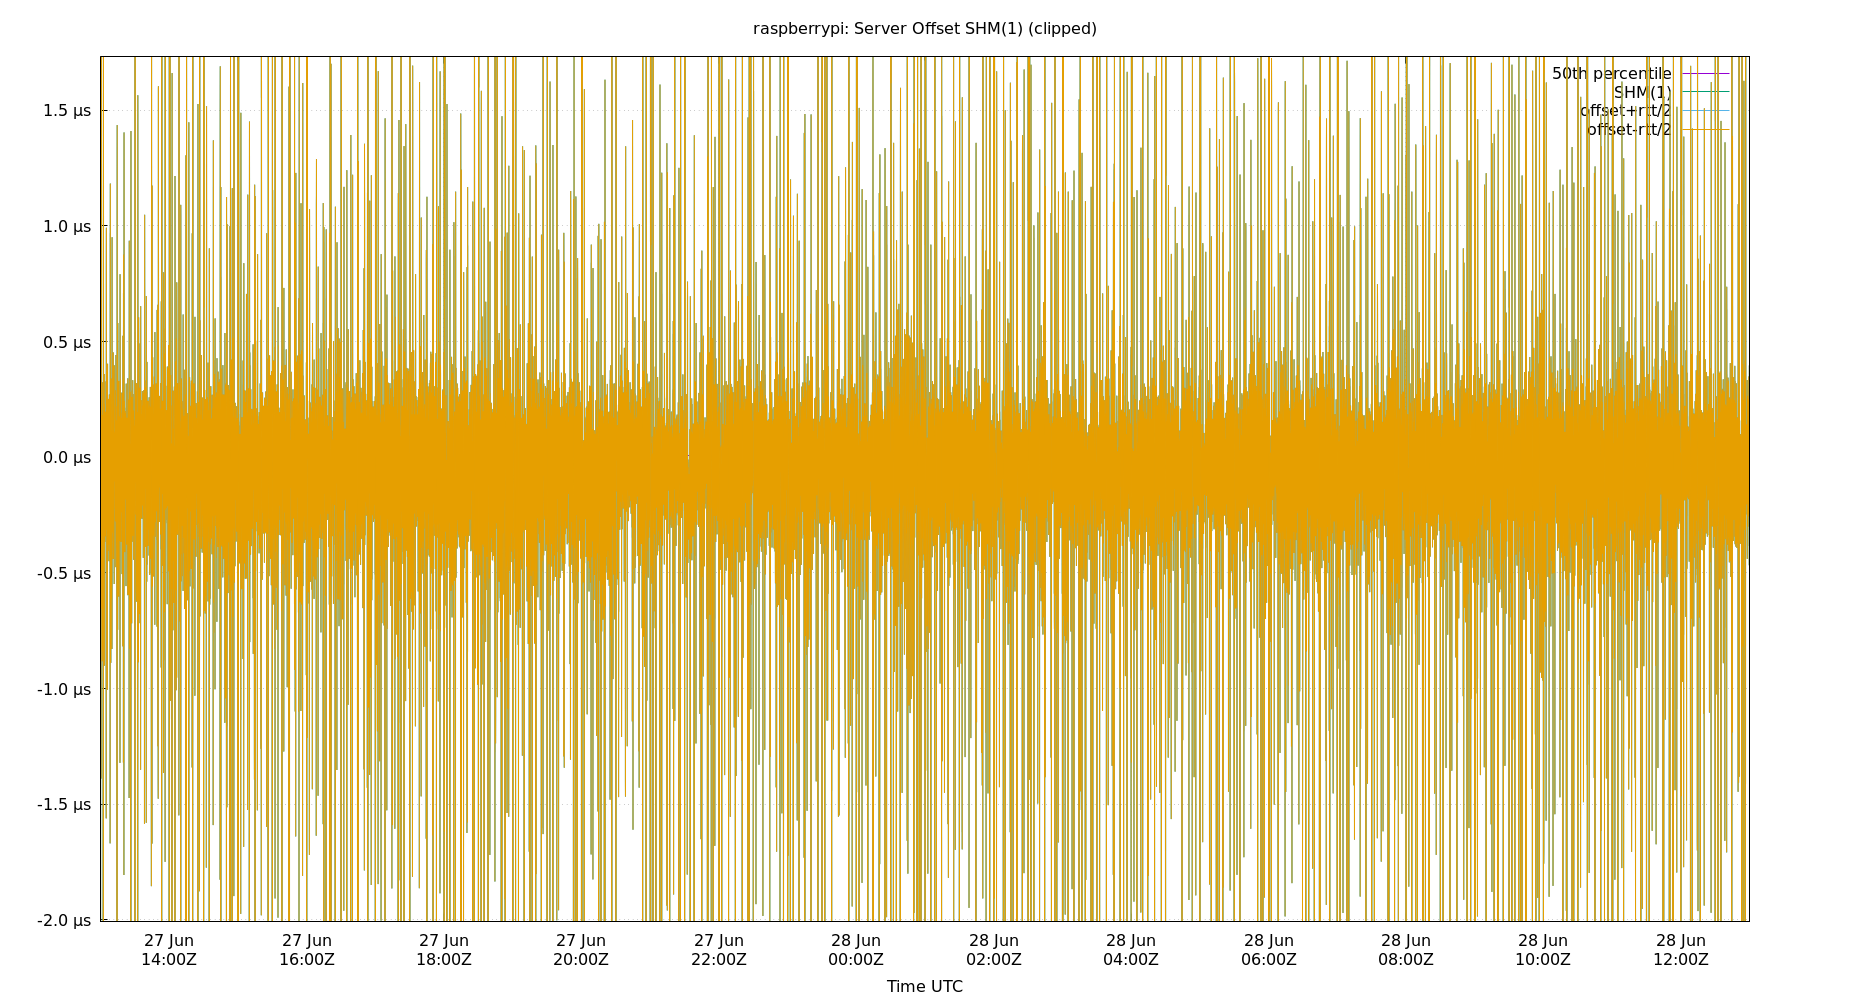 raspberrypi: Server Offset SHM(1) (clipped)
50th percentile
SHM(1)
offset+rtt/2
offset-rtt/2
1.5 μs
1.0 μs
0.5 μs
0.0 μs
-0.5 μs
-1.0 μs
-1.5 μs
-2.0 μs
27 Jun 27 Jun 27 Jun 27 Jun 27 Jun 28 Jun 28 Jun 28 Jun 28 Jun 28 Jun 28 Jun 28 Jun
14:00Z 16:00Z 18:00Z 20:00Z 22:00Z 00:00Z 02:00Z 04:00Z 06:00Z 08:00Z 10:00Z 12:00Z
Time UTC